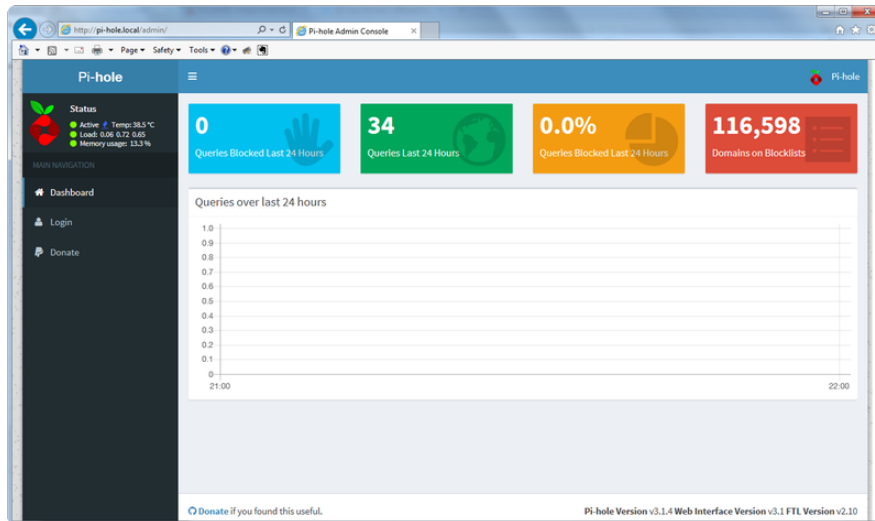 http://pi-hole.local/admin/
Pi-hole Admin Console
Page Safety Tools
Pi-hole
Pi-hole
Status
Active Temp: 38.5 °C
Load: 0.06 0.72 0.65
Memory usage: 13.3 %
MAIN NAVIGATION
Dashboard
Login
Donate
0
Queries Blocked Last 24 Hours
34
Queries Last 24 Hours
0.0%
Queries Blocked Last 24 Hours
116,598
Domains on Blocklists
Queries over last 24 hours
1.0
0.9
0.8
0.7
0.6
0.5
0.4
0.3
0.2
0.1
0
21:00 22:00
Donate if you found this useful.
Pi-hole Version v3.1.4 Web Interface Version v3.1 FTL Version v2.10